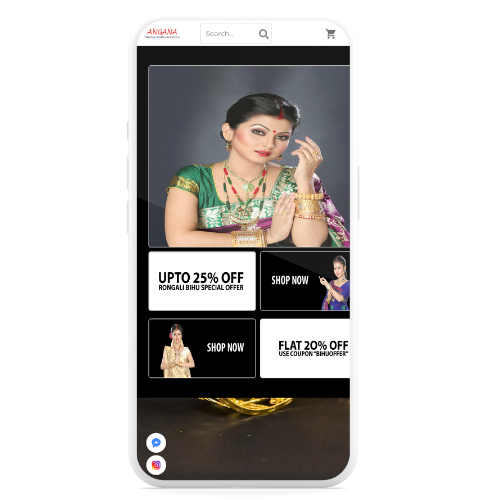 ANGANA
Search...
UPTO 25% OFF
RONGALI BIHU SPECIAL OFFER
SHOP NOW
SHOP NOW
FLAT 20% OFF
USE COUPON "BIHUOFFER"